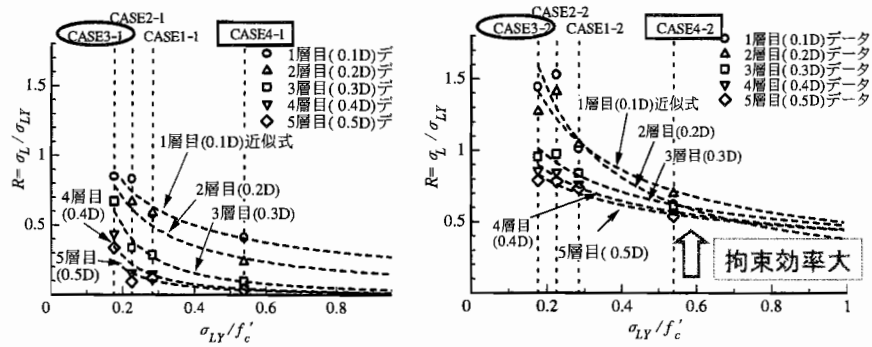 CASE2-1
CASE3-1
CASE1-1
CASE4-1
1層目(0.1D)デ
2層目(0.2D)デ
3層目(0.3D)デ
4層目(0.4D)デ
5層目(0.5D)デ
1.5
1
0.5
0
R=σL/σLY
1層目(0.1D)近似式
2層目(0.2D)
3層目(0.3D)
4層目
(0.4D)
5層目
(0.5D)
0.2
0.4
0.6
0.8
σLY/f'c
CASE2-2
CASE3-2
CASE1-2
CASE4-2
1層目(0.1D)データ
2層目(0.2D)データ
3層目(0.3D)データ
4層目(0.4D)データ
5層目(0.5D)データ
1.5
1
0.5
0
R=σL/σLY
1層目(0.1D)近似式
2層目(0.2D)
3層目(0.3D)
4層目
(0.4D)
5層目(0.5D)
拘束効率大
0.2
0.4
0.6
0.8
1
σLY/f'c